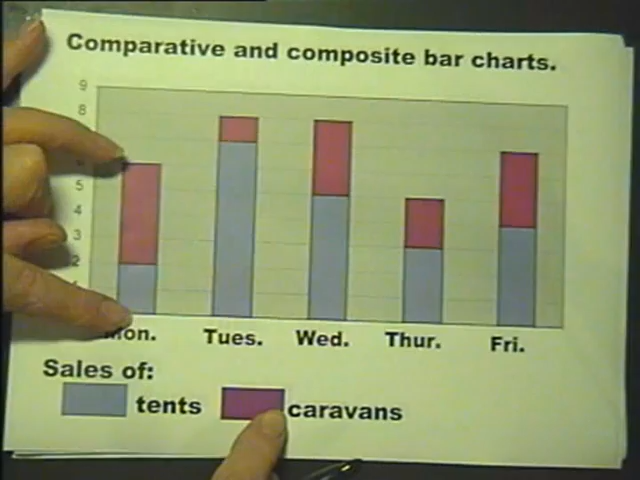 Comparative and composite bar charts.
9
8
5
4
3
2
Mon. Tues. Wed. Thur. Fri.
Sales of:
tents caravans